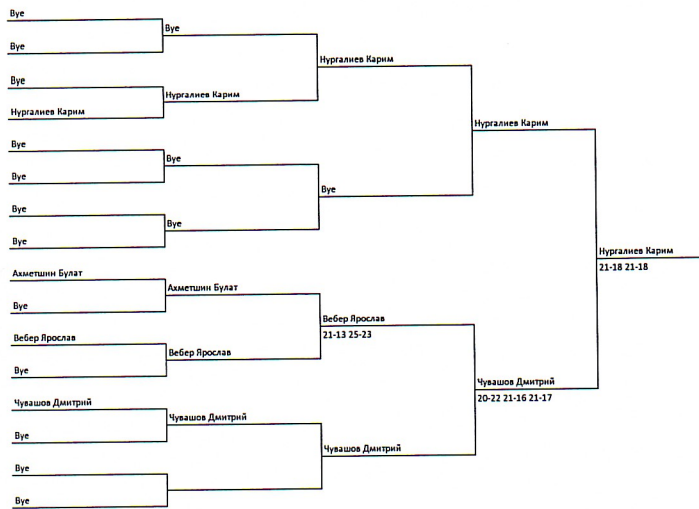 Bye
Bye
Bye
Bye
Нургалиев Карим
Нургалиев Карим
Нургалиев Карим
Нургалиев Карим
Bye
Bye
Bye
Bye
Bye
Bye
Bye
Нургалиев Карим
21-18 21-18
Ахметшин Булат
Ахметшин Булат
Bye
Вебер Ярослав
21-13 25-23
Вебер Ярослав
Вебер Ярослав
Bye
Чувашов Дмитрий
20-22 21-16 21-17
Чувашов Дмитрий
Чувашов Дмитрий
Bye
Чувашов Дмитрий
Bye
Bye